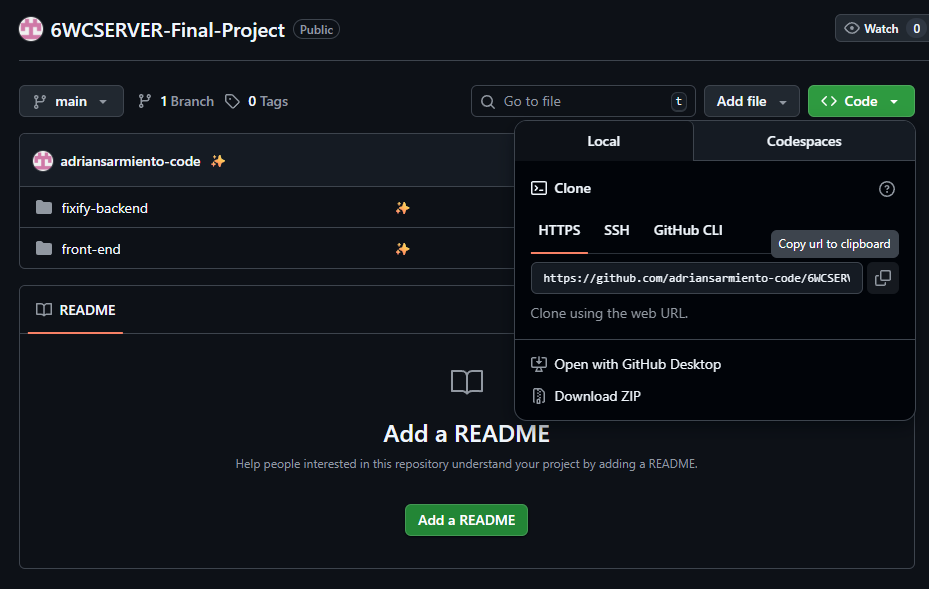 6WCSERVER-Final-Project Public Watch 0
main 1 Branch 0 Tags Go to file t Add file Code
Local Codespaces
adriansarmiento-code ✨
Clone
fixify-backend ✨
HTTPS SSH GitHub CLI
Copy url to clipboard
front-end ✨
https://github.com/adriansarmiento-code/6WCSER
Clone using the web URL.
README
Open with GitHub Desktop
Download ZIP
Add a README
Help people interested in this repository understand your project by adding a README.
Add a README